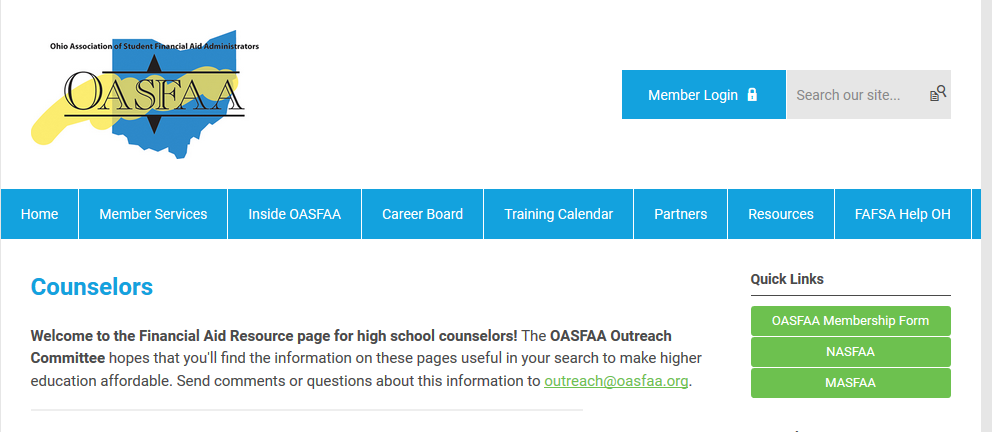 Ohio Association of Student Financial Aid Administrators
OASFAA
Member Login
Search our site...
Home
Member Services
Inside OASFAA
Career Board
Training Calendar
Partners
Resources
FAFSA Help OH
Counselors
Welcome to the Financial Aid Resource page for high school counselors! The OASFAA Outreach
Committee hopes that you'll find the information on these pages useful in your search to make higher
education affordable. Send comments or questions about this information to outreach@oasfaa.org.
Quick Links
OASFAA Membership Form
NASFAA
MASFAA